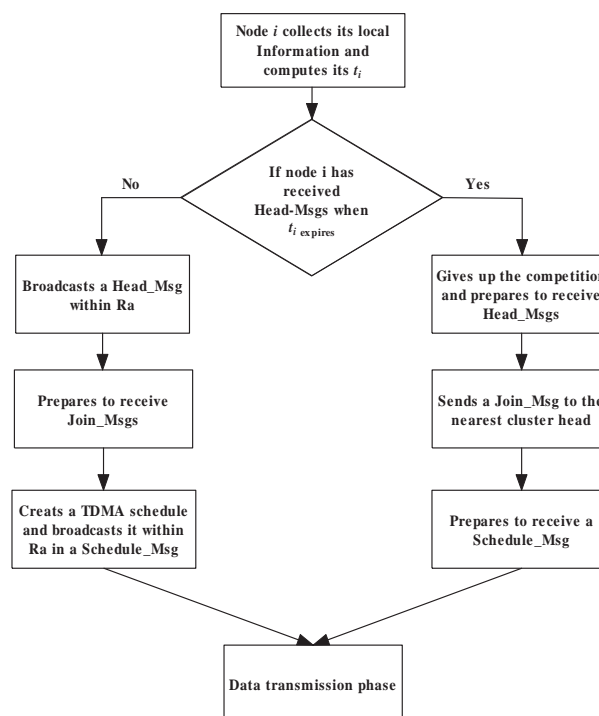 Node i collects its local
Information and
computes its ti
If node i has
received
Head-Msgs when
ti expires
No
Yes
Broadcasts a Head_Msg
within Ra
Gives up the competition
and prepares to receive
Head_Msgs
Prepares to receive
Join_Msgs
Sends a Join_Msg to the
nearest cluster head
Creats a TDMA schedule
and broadcasts it within
Ra in a Schedule_Msg
Prepares to receive a
Schedule_Msg
Data transmission phase